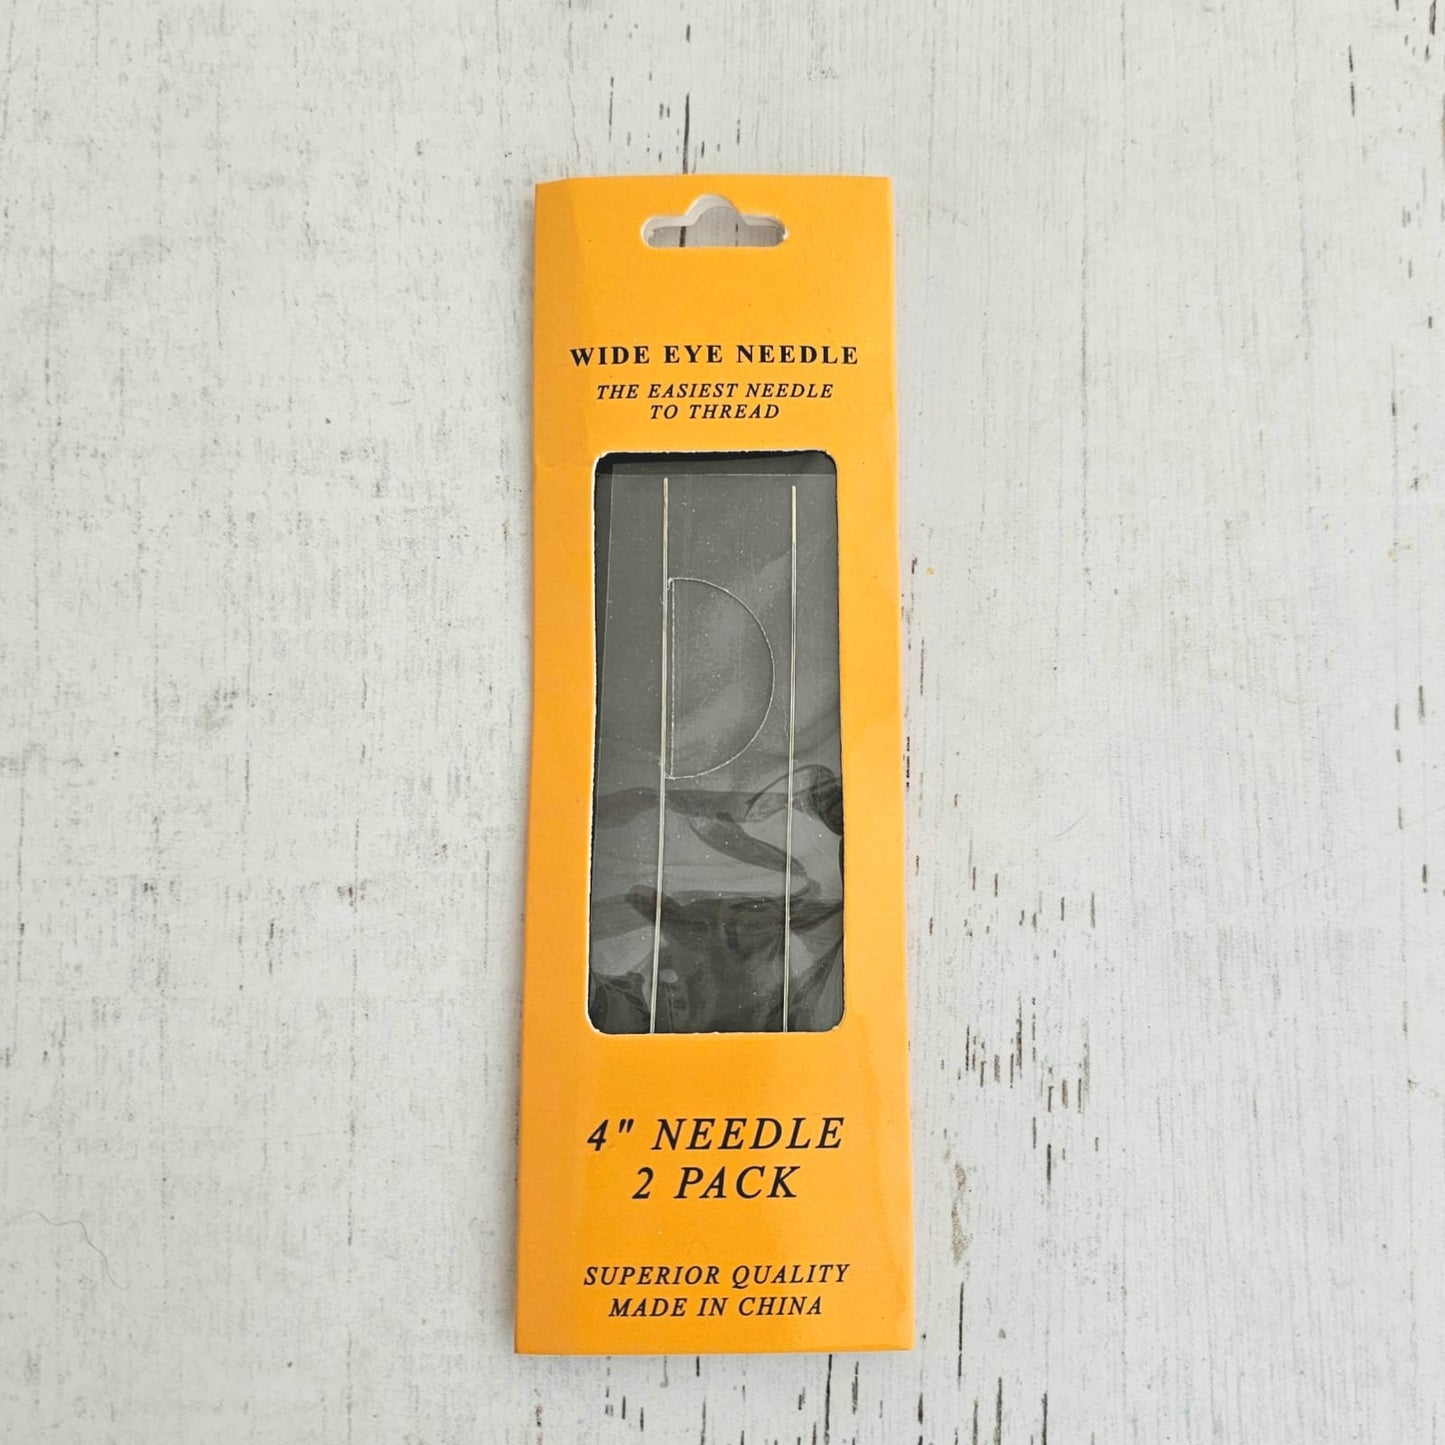 WIDE EYE NEEDLE
THE EASIEST NEEDLE
TO THREAD
4" NEEDLE
2 PACK
SUPERIOR QUALITY
MADE IN CHINA